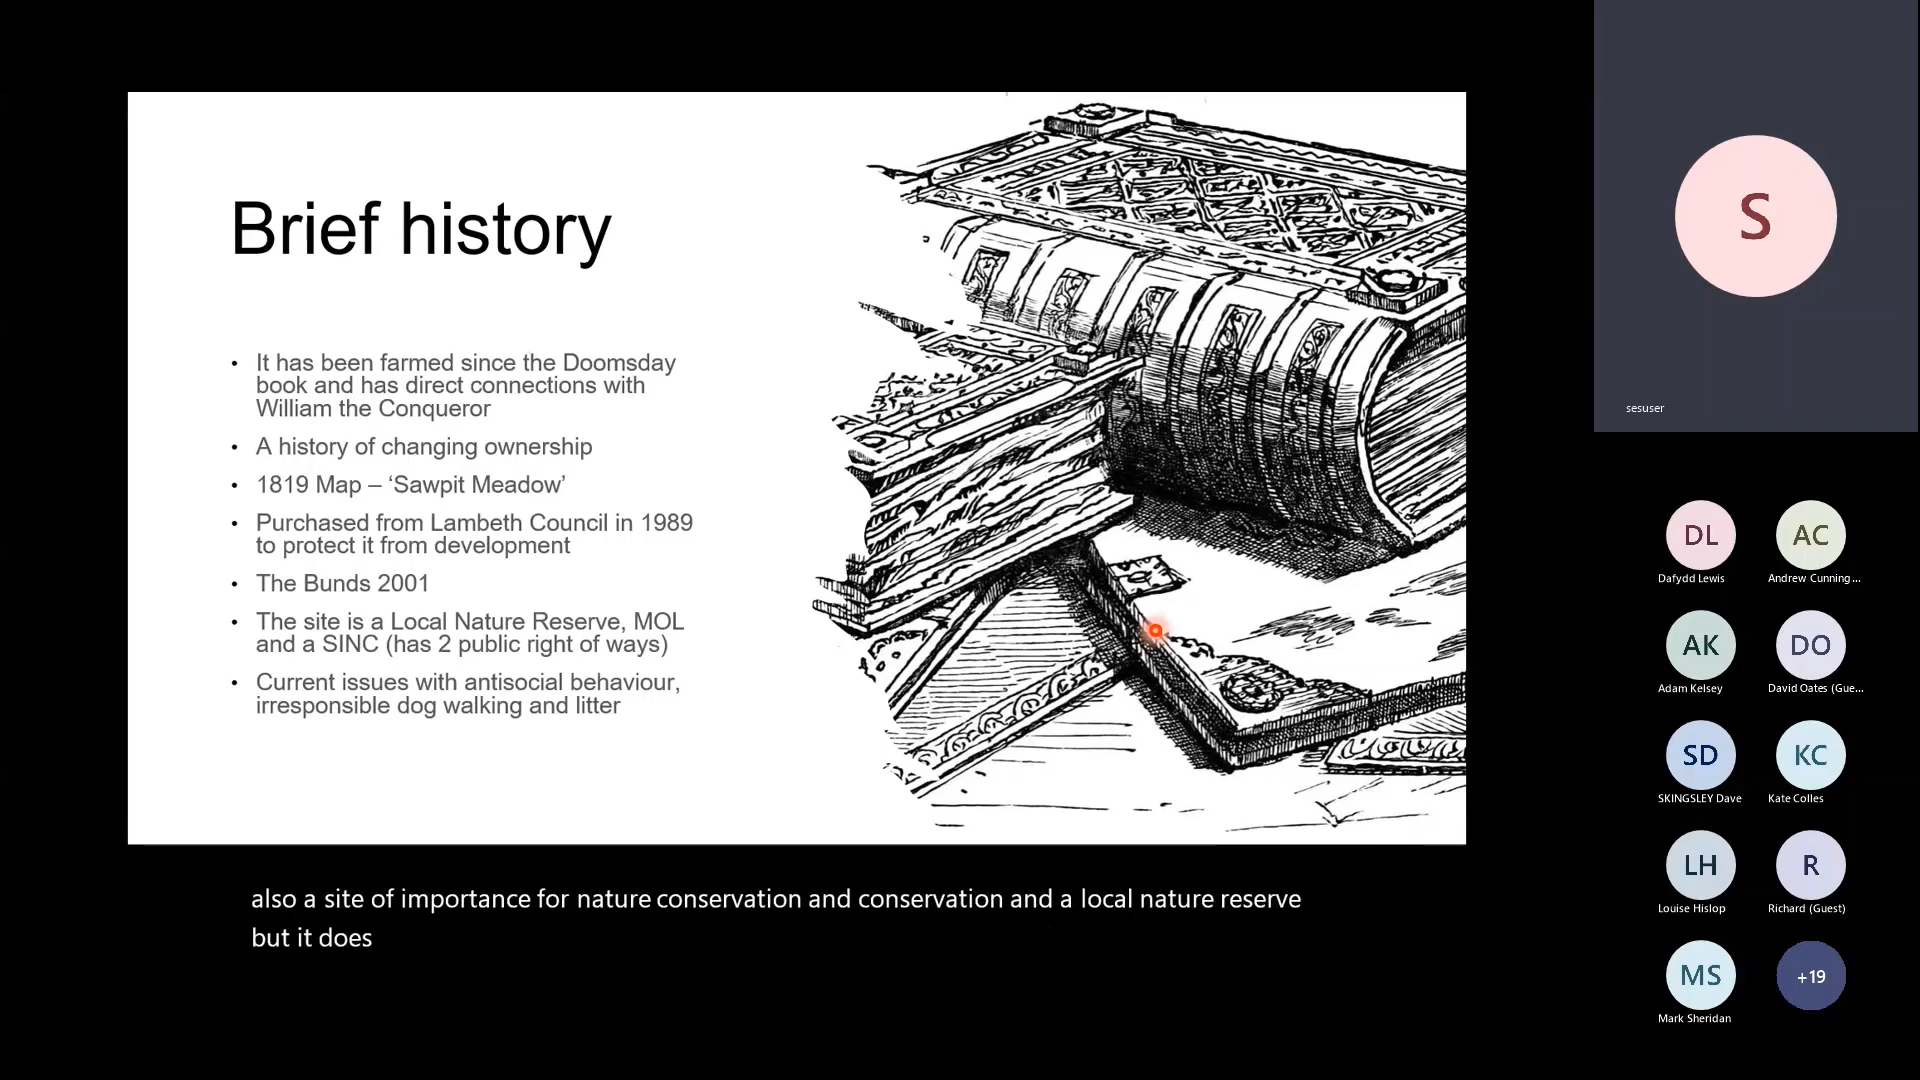 Brief history
• It has been farmed since the Doomsday
book and has direct connections with
William the Conqueror
• A history of changing ownership
• 1819 Map – ‘Sawpit Meadow’
• Purchased from Lambeth Council in 1989
to protect it from development
• The Bunds 2001
• The site is a Local Nature Reserve, MOL
and a SINC (has 2 public right of ways)
• Current issues with antisocial behaviour,
irresponsible dog walking and litter
also a site of importance for nature conservation and conservation and a local nature reserve
but it does
S
sesuser
DL AC
Dafydd Lewis Andrew Cunning...
AK DO
Adam Kelsey David Oates (Gue...
SD KC
SKINGSLEY Dave Kate Colles
LH R
Louise Hislop Richard (Guest)
MS +19
Mark Sheridan